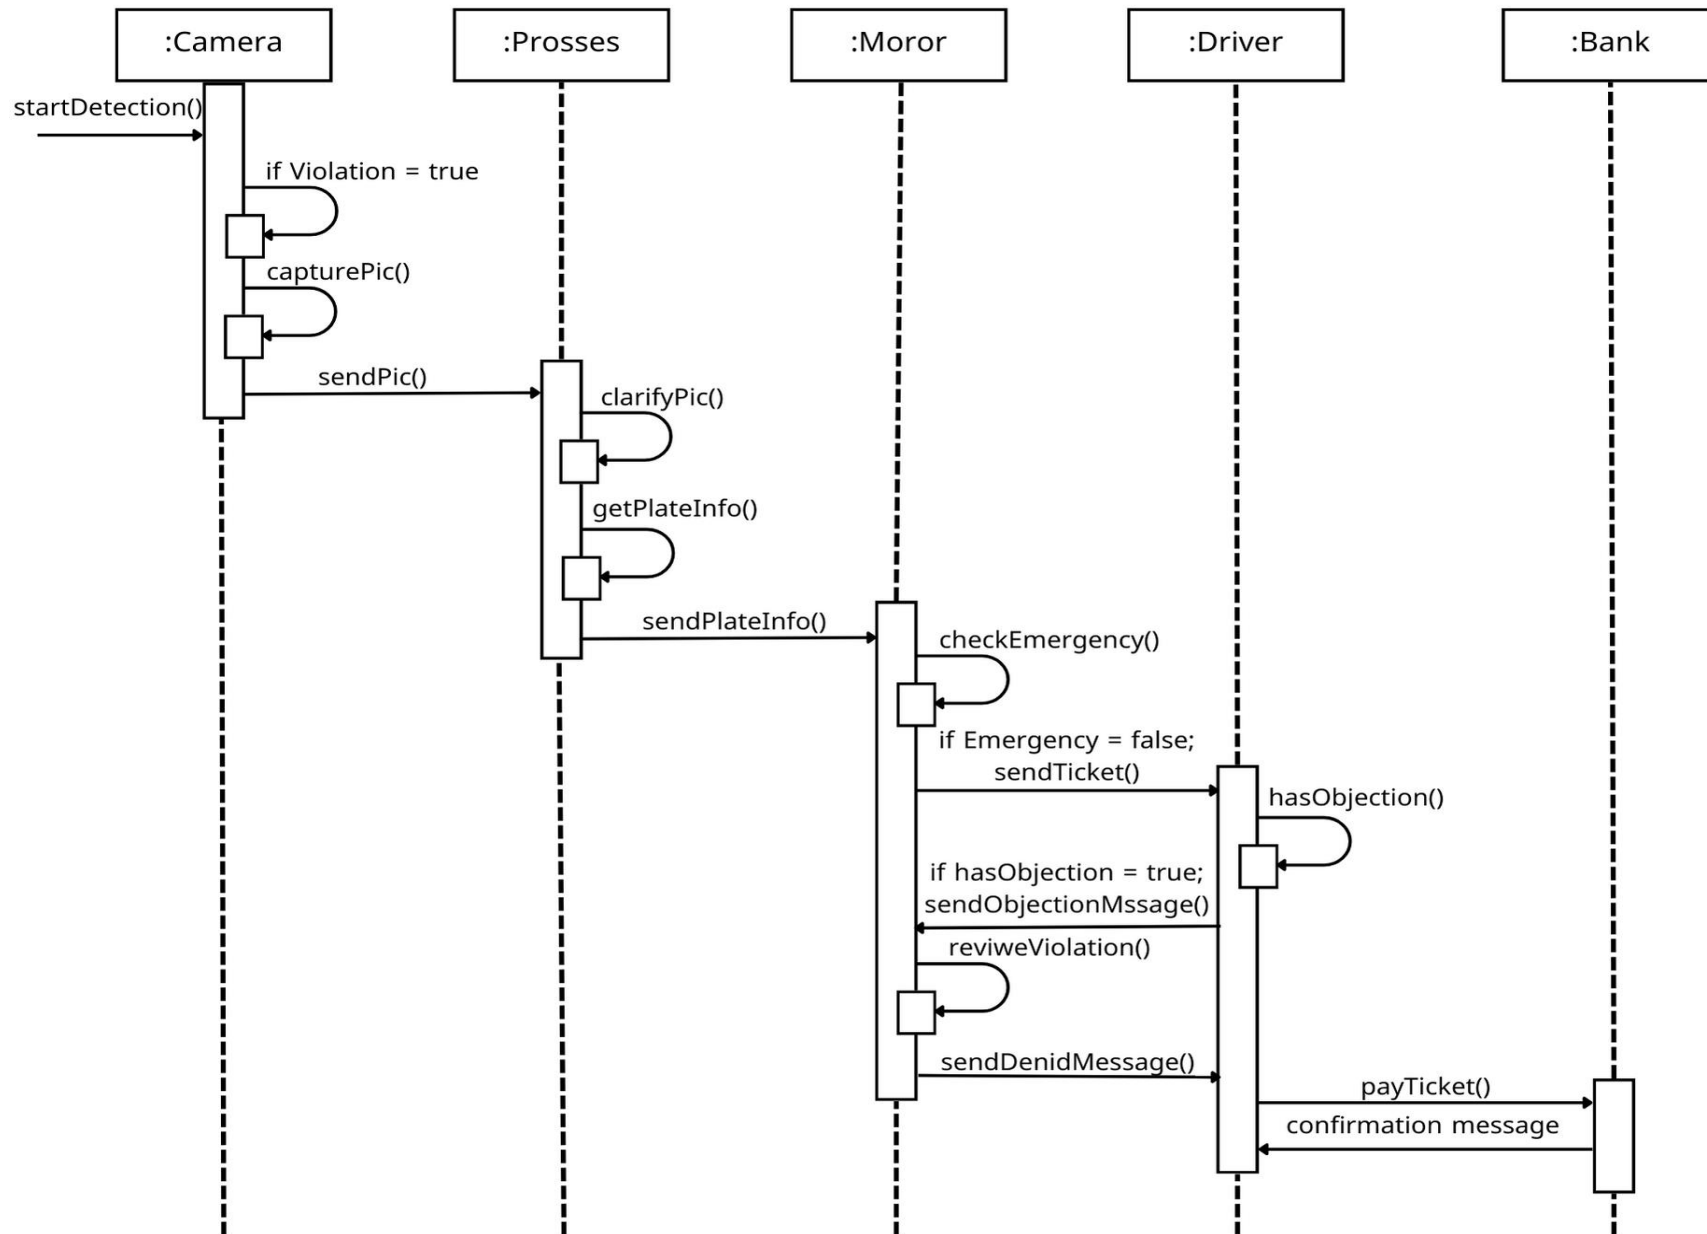 :Camera
:Prosses
:Moror
:Driver
:Bank
startDetection()
if Violation = true
capturePic()
sendPic()
clarifyPic()
getPlateInfo()
sendPlateInfo()
checkEmergency()
if Emergency = false;
sendTicket()
hasObjection()
if hasObjection = true;
sendObjectionMssage()
reviweViolation()
sendDenidMessage()
payTicket()
confirmation message